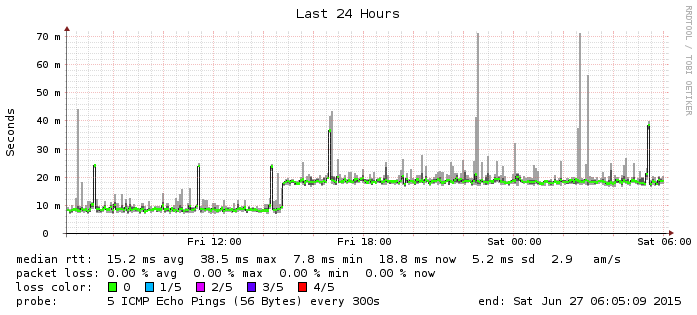 Last 24 Hours
RRDTOOL / TOBI OETIKER
Seconds
70 m
60 m
50 m
40 m
30 m
20 m
10 m
0
Fri 12:00 Fri 18:00 Sat 00:00 Sat 06:00
median rtt: 15.2 ms avg 38.5 ms max 7.8 ms min 18.8 ms now 5.2 ms sd 2.9 am/s
packet loss: 0.00 % avg 0.00 % max 0.00 % min 0.00 % now
loss color: 0 1/5 2/5 3/5 4/5
probe: 5 ICMP Echo Pings (56 Bytes) every 300s end: Sat Jun 27 06:05:09 2015